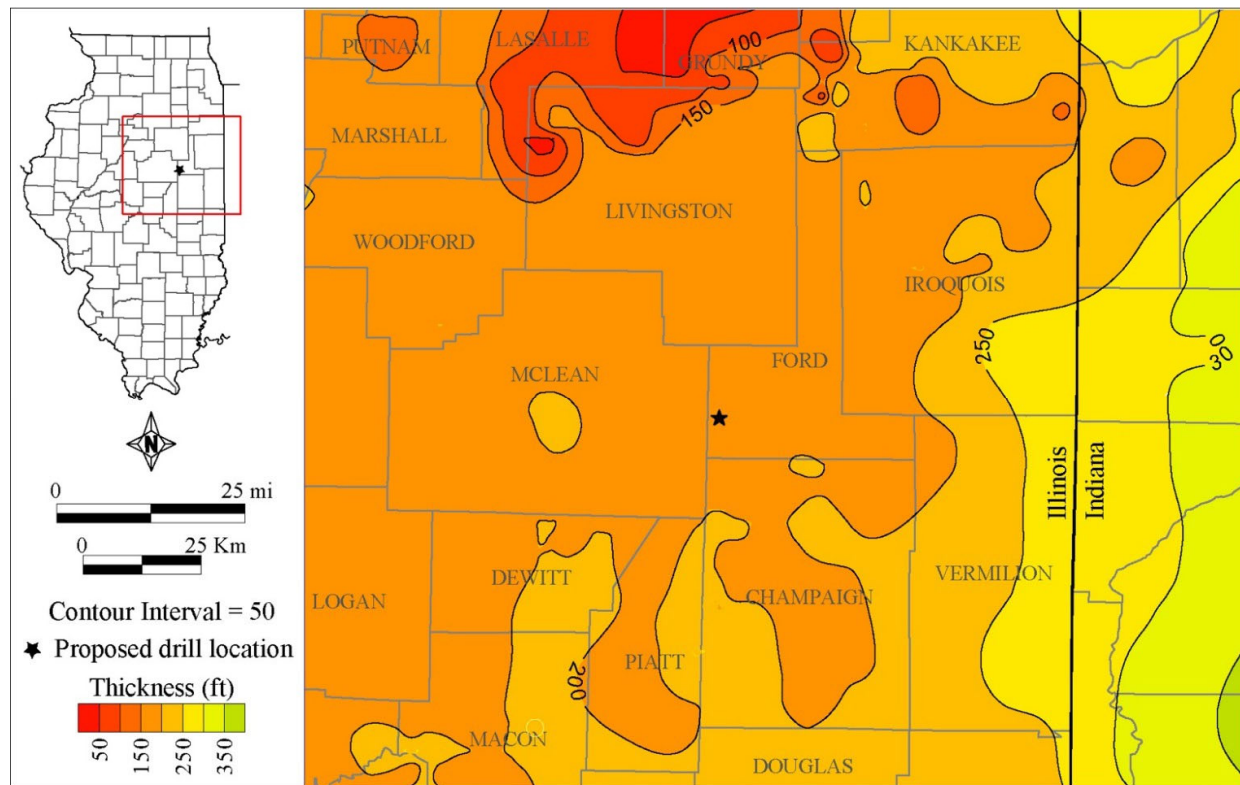 PUTNAM
LASALLE
GRUNDY
KANKAKEE
100
150
MARSHALL
LIVINGSTON
WOODFORD
IROQUOIS
250
0
30
FORD
MCLEAN
N
0 25 mi
0 25 Km
Illinois
Indiana
DEWITT
VERMILION
LOGAN
CHAMPAIGN
Contour Interval = 50
Proposed drill location
PIATT
200
Thickness (ft)
50 150 250 350
MACON
DOUGLAS